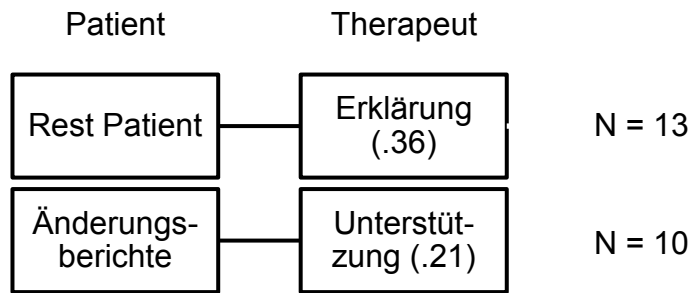 Patient Therapeut
Rest Patient Erklärung (.36) N = 13
Änderungs-
berichte
Unterstüt-
zung (.21)
N = 10